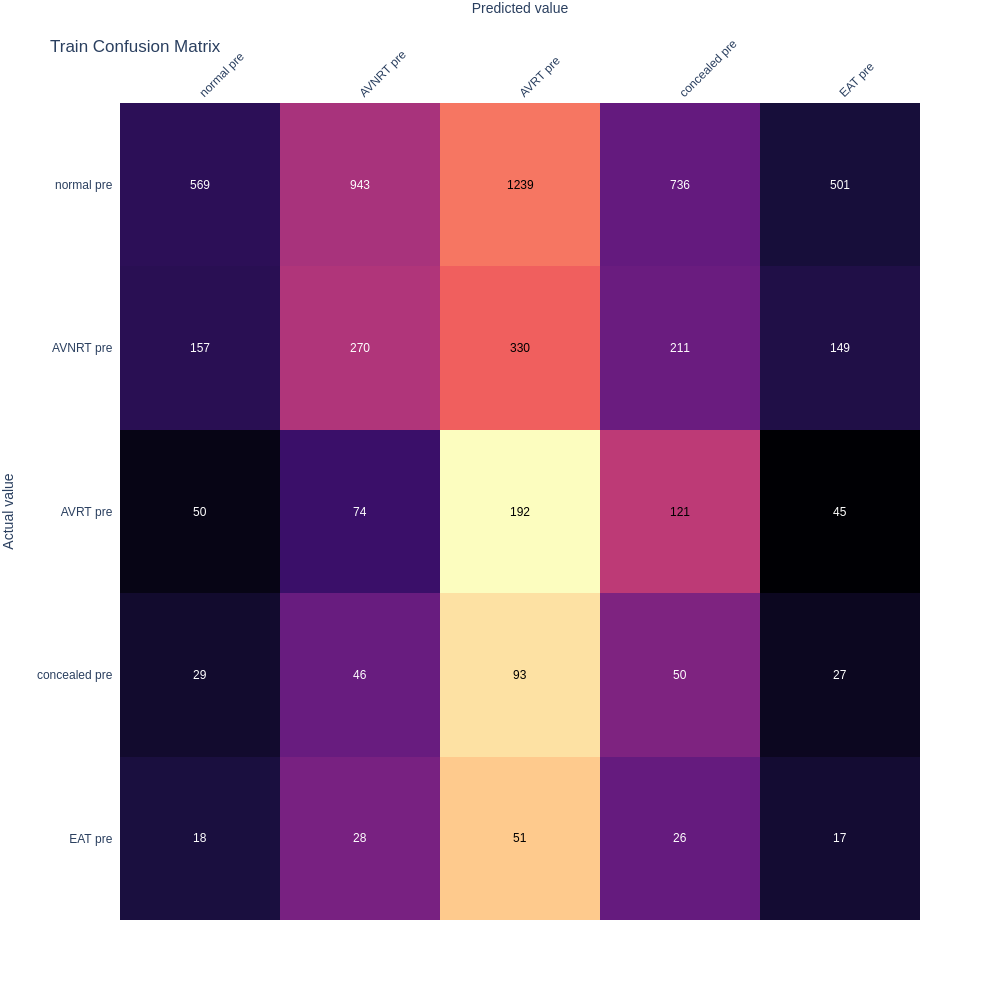 Predicted value
Train Confusion Matrix
normal pre AVNRT pre AVRT pre concealed pre EAT pre
normal pre 569 943 1239 736 501
AVNRT pre 157 270 330 211 149
AVRT pre 50 74 192 121 45
concealed pre 29 46 93 50 27
EAT pre 18 28 51 26 17
Actual value